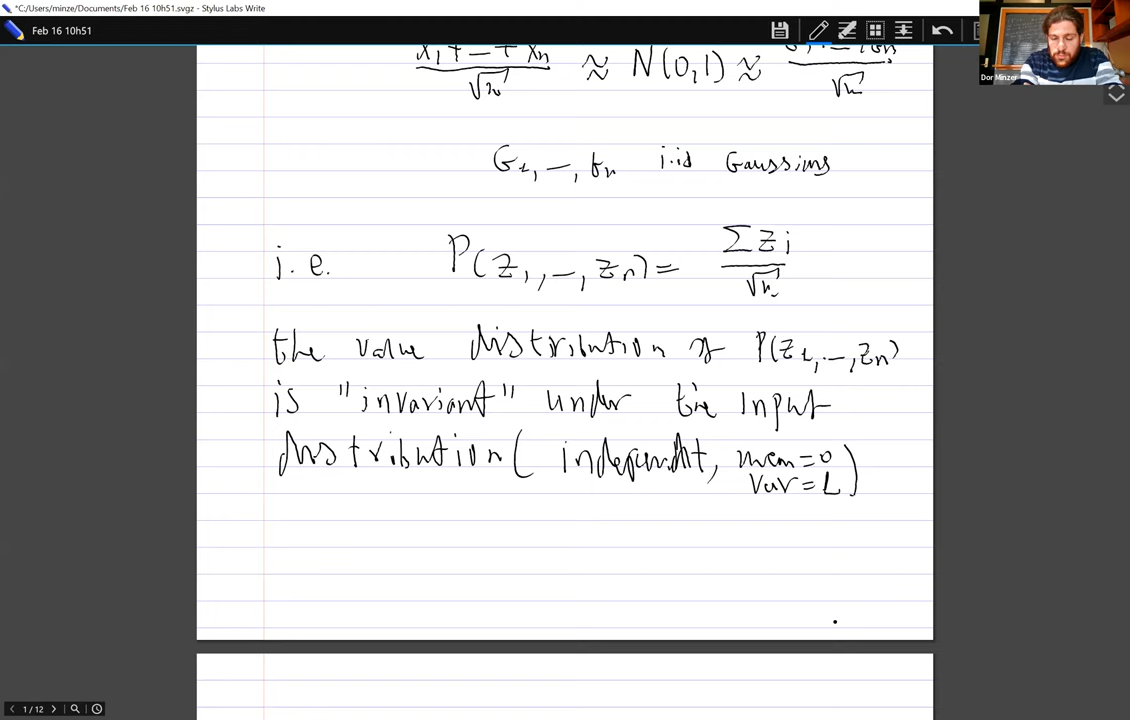 *C:/Users/minze/Documents/Feb 16 10h51.svgz - Stylus Labs Write
Feb 16 10h51
Dor Minzer
x1 + – + xn / √n ≈ N(0,1) ≈ / √n
G1, –, Gn i.id Gaussians
i.e. P(z1, –, zn) = Σ zi / √n
the value distribution of P(z1, –, zn)
is "invariant" under the input
distribution ( independent, mean = 0
var = 1 )
1 / 12